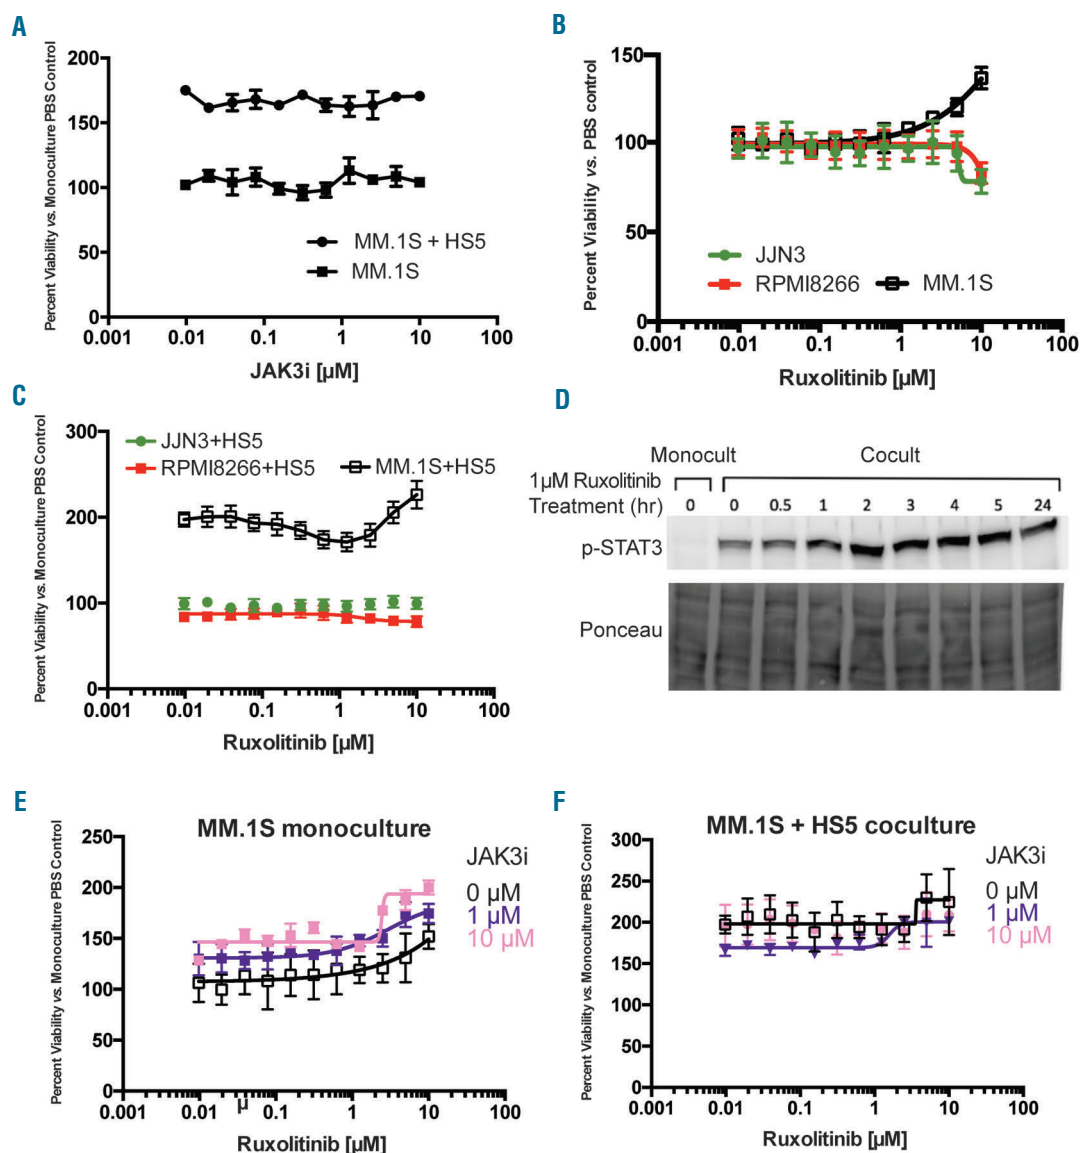 A
Percent Viability vs. Monoculture PBS Control
200
150
100
50
0
MM.1S + HS5
MM.1S
0.001 0.01 0.1 1 10 100
JAK3i [µM]
B
Percent Viability vs. PBS control
150
100
50
0
JJN3
RPMI8266 MM.1S
0.001 0.01 0.1 1 10 100
Ruxolitinib [µM]
C
Percent Viability vs. Monoculture PBS Control
300
200
100
0
JJN3+HS5
RPMI8266+HS5 MM.1S+HS5
0.001 0.01 0.1 1 10 100
Ruxolitinib [µM]
D
Monocult Cocult
1µM Ruxolitinib
Treatment (hr) 0 0 0.5 1 2 3 4 5 24
p-STAT3
Ponceau
E
MM.1S monoculture
Percent Viability vs. Monoculture PBS Control
250
200
150
100
50
0
JAK3i
0 µM
1 µM
10 µM
0.001 0.01 0.1 1 10 100
µ
Ruxolitinib [µM]
F
MM.1S + HS5 coculture
Percent Viability vs. Monoculture PBS Control
300
250
200
150
100
50
0
JAK3i
0 µM
1 µM
10 µM
0.001 0.01 0.1 1 10 100
Ruxolitinib [µM]